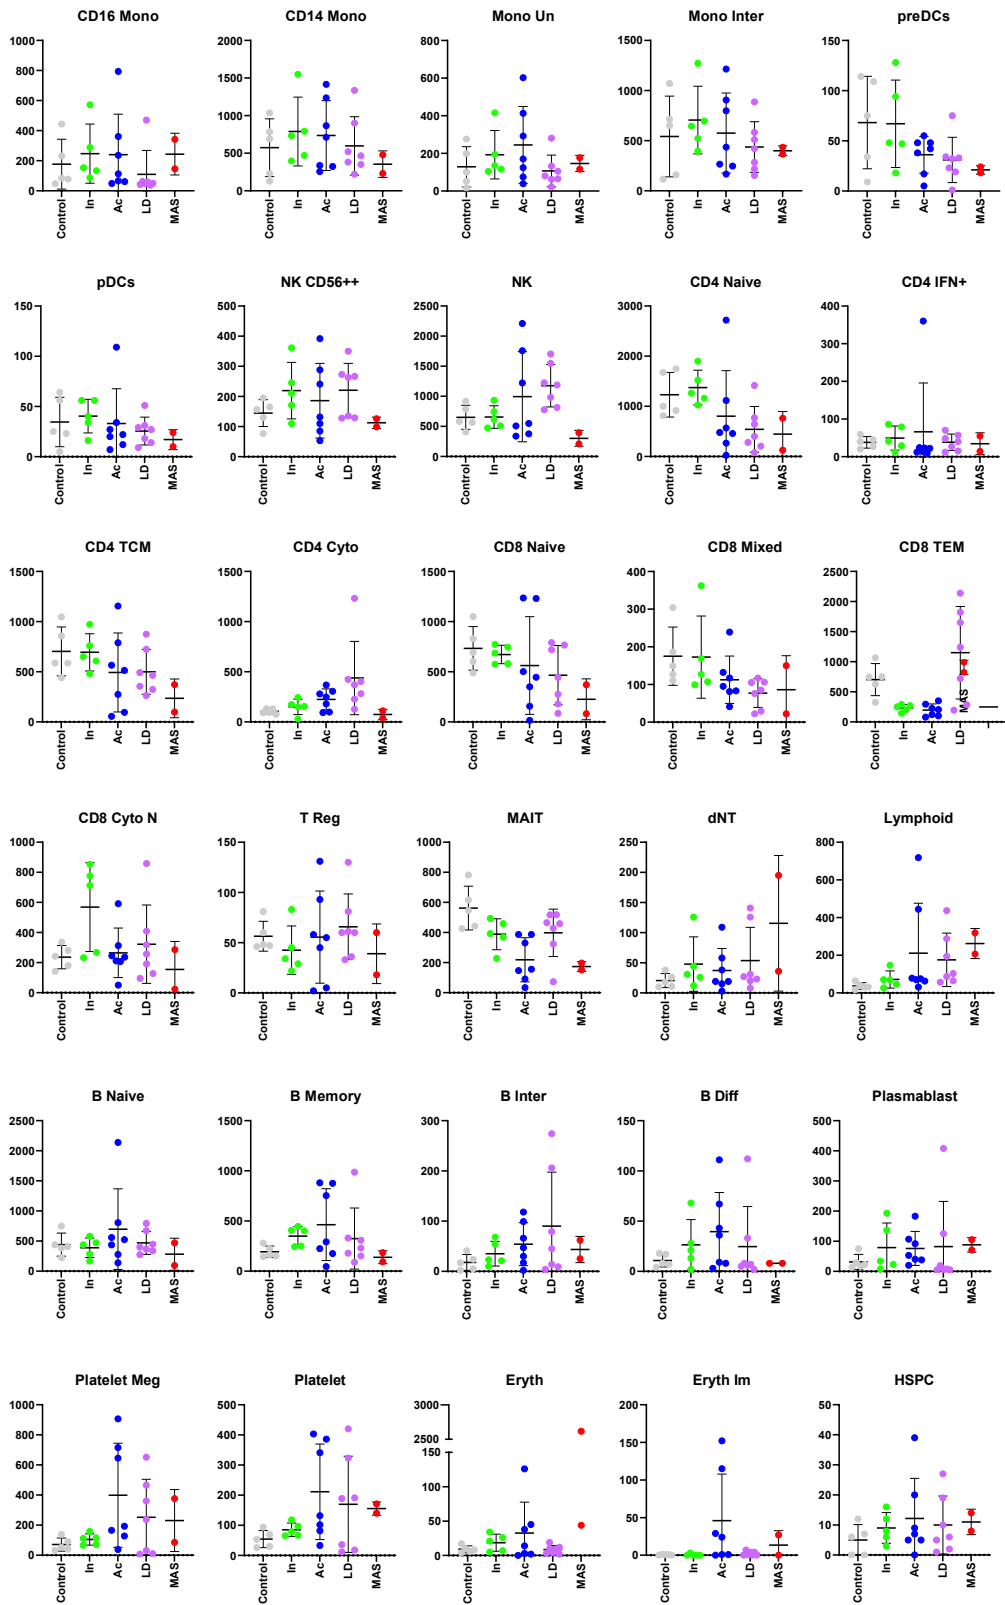 CD16 Mono CD14 Mono Mono Un Mono Inter preDCs
1000 2000 800 1500 150
800 1500 600 1000 100
600 1000 400 500 50
400 500 200 0 0
200 0 0
0
Control In Ac LD MAS Control In Ac LD MAS Control In Ac LD MAS Control In Ac LD MAS Control In Ac LD MAS
pDCs NK CD56++ NK CD4 Naive CD4 IFN+
150 500 2500 3000 400
100 400 2000 2000 300
50 300 1500 1000 200
0 200 1000 0 100
100 500 0
0 0
Control In Ac LD MAS Control In Ac LD MAS Control In Ac LD MAS Control In Ac LD MAS Control In Ac LD MAS
CD4 TCM CD4 Cyto CD8 Naive CD8 Mixed CD8 TEM
1500 1500 1500 400 2500
1000 1000 1000 300 2000
500 500 500 200 1500
0 0 0 100 1000
0 500
0
Control In Ac LD MAS Control In Ac LD MAS Control In Ac LD MAS Control In Ac LD MAS Control In Ac LD MAS
CD8 Cyto N T Reg MAIT dNT Lymphoid
1000 150 1000 250 800
800 100 800 200 600
600 50 600 150 400
400 0 400 100 200
200 200 50 0
0 0 0
Control In Ac LD MAS Control In Ac LD MAS Control In Ac LD MAS Control In Ac LD MAS Control In Ac LD MAS
B Naive B Memory B Inter B Diff Plasmablast
2500 1500 300 150 500
2000 1000 200 100 400
1500 500 100 50 300
1000 0 0 0 200
500 100
0 0
Control In Ac LD MAS Control In Ac LD MAS Control In Ac LD MAS Control In Ac LD MAS Control In Ac LD MAS
Platelet Meg Platelet Eryth Eryth Im HSPC
1000 500 3000 200 50
800 400 2500 150 40
600 300 150 100 30
400 200 100 50 20
200 100 50 0 10
0 0 0 0
Control In Ac LD MAS Control In Ac LD MAS Control In Ac LD MAS Control In Ac LD MAS Control In Ac LD MAS